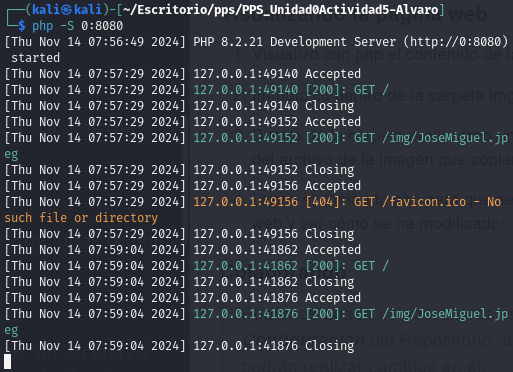 ┌──(kali㉿kali)-[~/Escritorio/pps/PPS_Unidad0Actividad5-Alvaro]
└─$ php -S 0:8080
[Thu Nov 14 07:56:49 2024] PHP 8.2.21 Development Server (http://0:8080)
 started
[Thu Nov 14 07:57:29 2024] 127.0.0.1:49140 Accepted
[Thu Nov 14 07:57:29 2024] 127.0.0.1:49140 [200]: GET /
[Thu Nov 14 07:57:29 2024] 127.0.0.1:49140 Closing
[Thu Nov 14 07:57:29 2024] 127.0.0.1:49152 Accepted
[Thu Nov 14 07:57:29 2024] 127.0.0.1:49152 [200]: GET /img/JoseMiguel.jp
eg
[Thu Nov 14 07:57:29 2024] 127.0.0.1:49152 Closing
[Thu Nov 14 07:57:29 2024] 127.0.0.1:49156 Accepted
[Thu Nov 14 07:57:29 2024] 127.0.0.1:49156 [404]: GET /favicon.ico - No
such file or directory
[Thu Nov 14 07:57:29 2024] 127.0.0.1:49156 Closing
[Thu Nov 14 07:59:04 2024] 127.0.0.1:41862 Accepted
[Thu Nov 14 07:59:04 2024] 127.0.0.1:41862 [200]: GET /
[Thu Nov 14 07:59:04 2024] 127.0.0.1:41862 Closing
[Thu Nov 14 07:59:04 2024] 127.0.0.1:41876 Accepted
[Thu Nov 14 07:59:04 2024] 127.0.0.1:41876 [200]: GET /img/JoseMiguel.jp
eg
[Thu Nov 14 07:59:04 2024] 127.0.0.1:41876 Closing